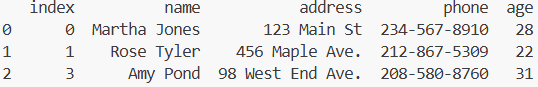 index name address phone age
0 0 Martha Jones 123 Main St 234-567-8910 28
1 1 Rose Tyler 456 Maple Ave. 212-867-5309 22
2 3 Amy Pond 98 West End Ave. 208-580-8760 31